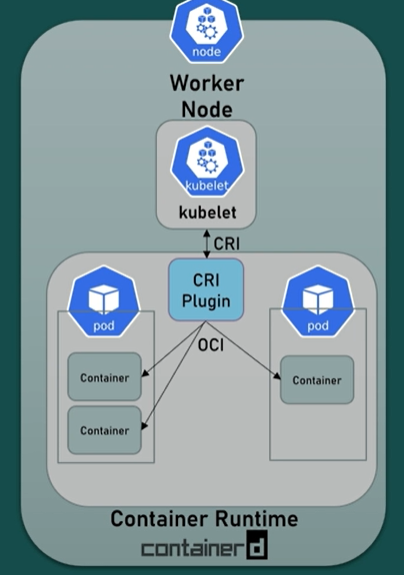 node
Worker
Node
kubelet
kubelet
CRI
CRI
Plugin
pod
pod
OCI
Container
Container
Container
Container Runtime
containerd